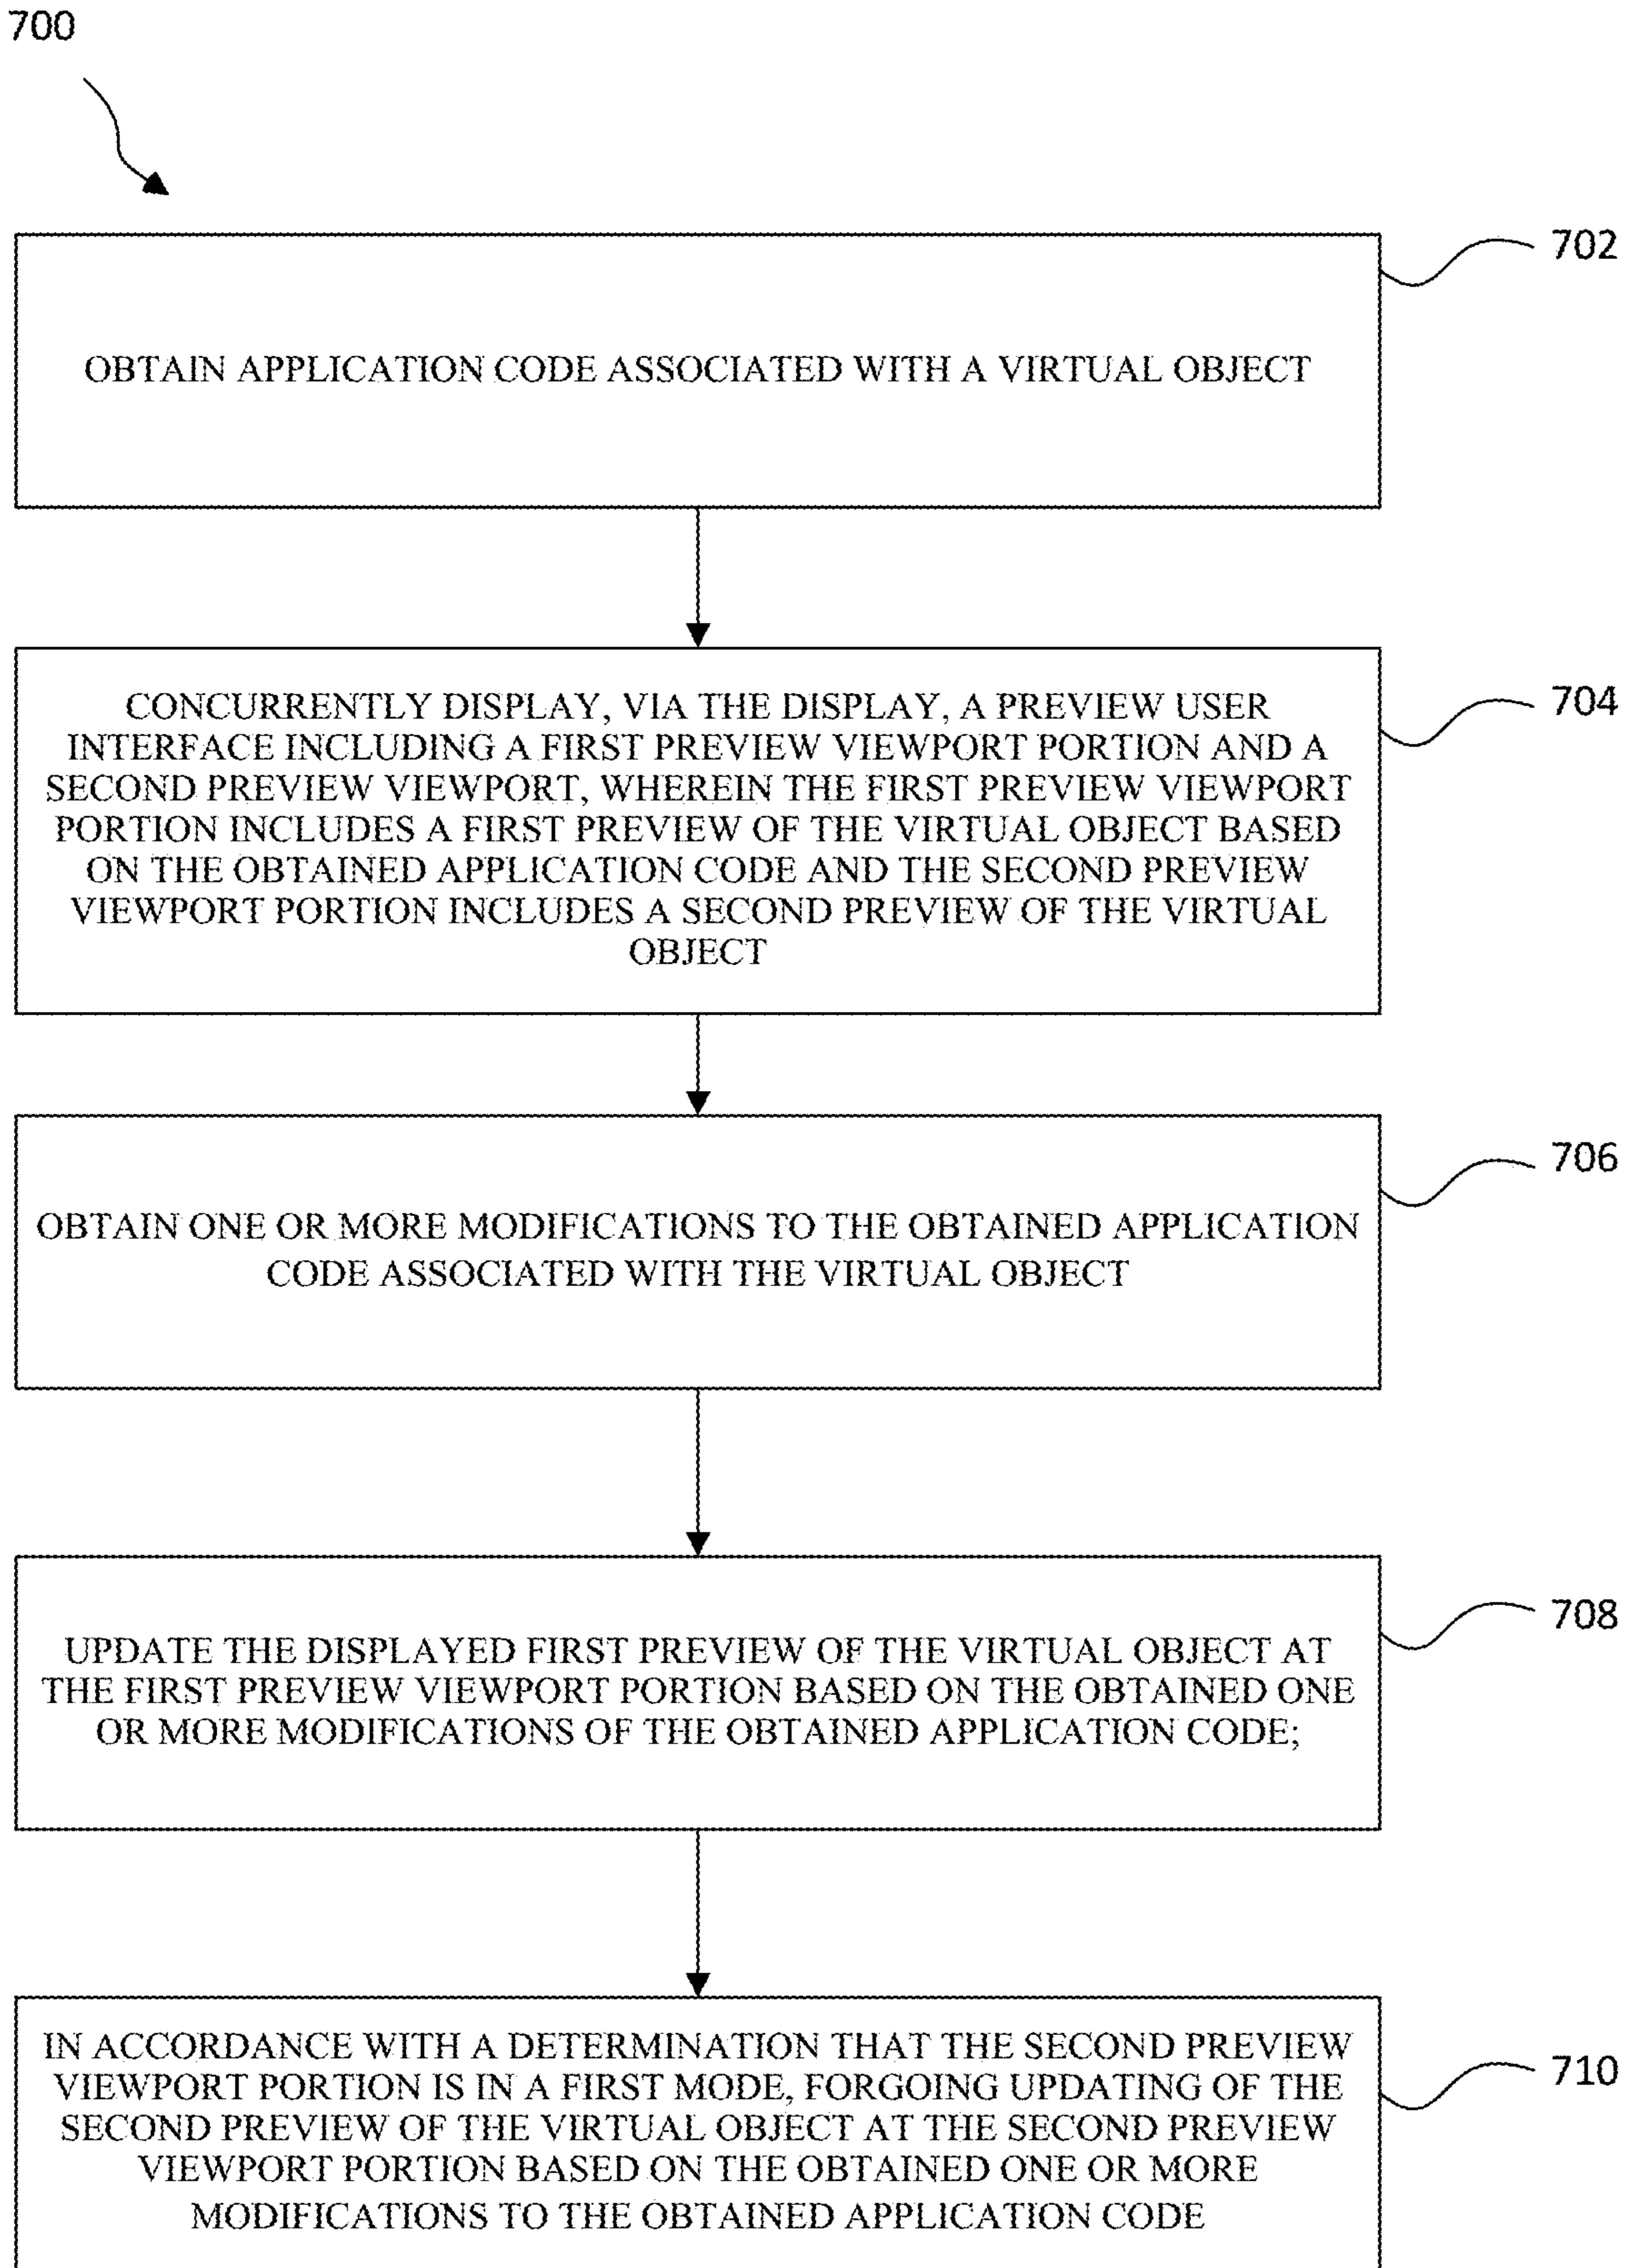 700
702
OBTAIN APPLICATION CODE ASSOCIATED WITH A VIRTUAL OBJECT
704
CONCURRENTLY DISPLAY, VIA THE DISPLAY, A PREVIEW USER
INTERFACE INCLUDING A FIRST PREVIEW VIEWPORT PORTION AND A
SECOND PREVIEW VIEWPORT, WHEREIN THE FIRST PREVIEW VIEWPORT
PORTION INCLUDES A FIRST PREVIEW OF THE VIRTUAL OBJECT BASED
ON THE OBTAINED APPLICATION CODE AND THE SECOND PREVIEW
VIEWPORT PORTION INCLUDES A SECOND PREVIEW OF THE VIRTUAL
OBJECT
706
OBTAIN ONE OR MORE MODIFICATIONS TO THE OBTAINED APPLICATION
CODE ASSOCIATED WITH THE VIRTUAL OBJECT
708
UPDATE THE DISPLAYED FIRST PREVIEW OF THE VIRTUAL OBJECT AT
THE FIRST PREVIEW VIEWPORT PORTION BASED ON THE OBTAINED ONE
OR MORE MODIFICATIONS OF THE OBTAINED APPLICATION CODE;
710
IN ACCORDANCE WITH A DETERMINATION THAT THE SECOND PREVIEW
VIEWPORT PORTION IS IN A FIRST MODE, FORGOING UPDATING OF THE
SECOND PREVIEW OF THE VIRTUAL OBJECT AT THE SECOND PREVIEW
VIEWPORT PORTION BASED ON THE OBTAINED ONE OR MORE
MODIFICATIONS TO THE OBTAINED APPLICATION CODE